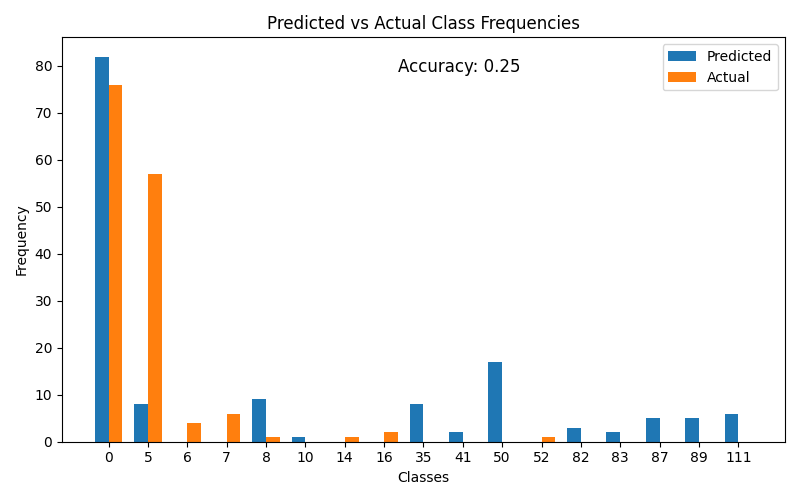 Predicted vs Actual Class Frequencies
Accuracy: 0.25
Predicted
Actual
Frequency
80
70
60
50
40
30
20
10
0
0 5 6 7 8 10 14 16 35 41 50 52 82 83 87 89 111
Classes